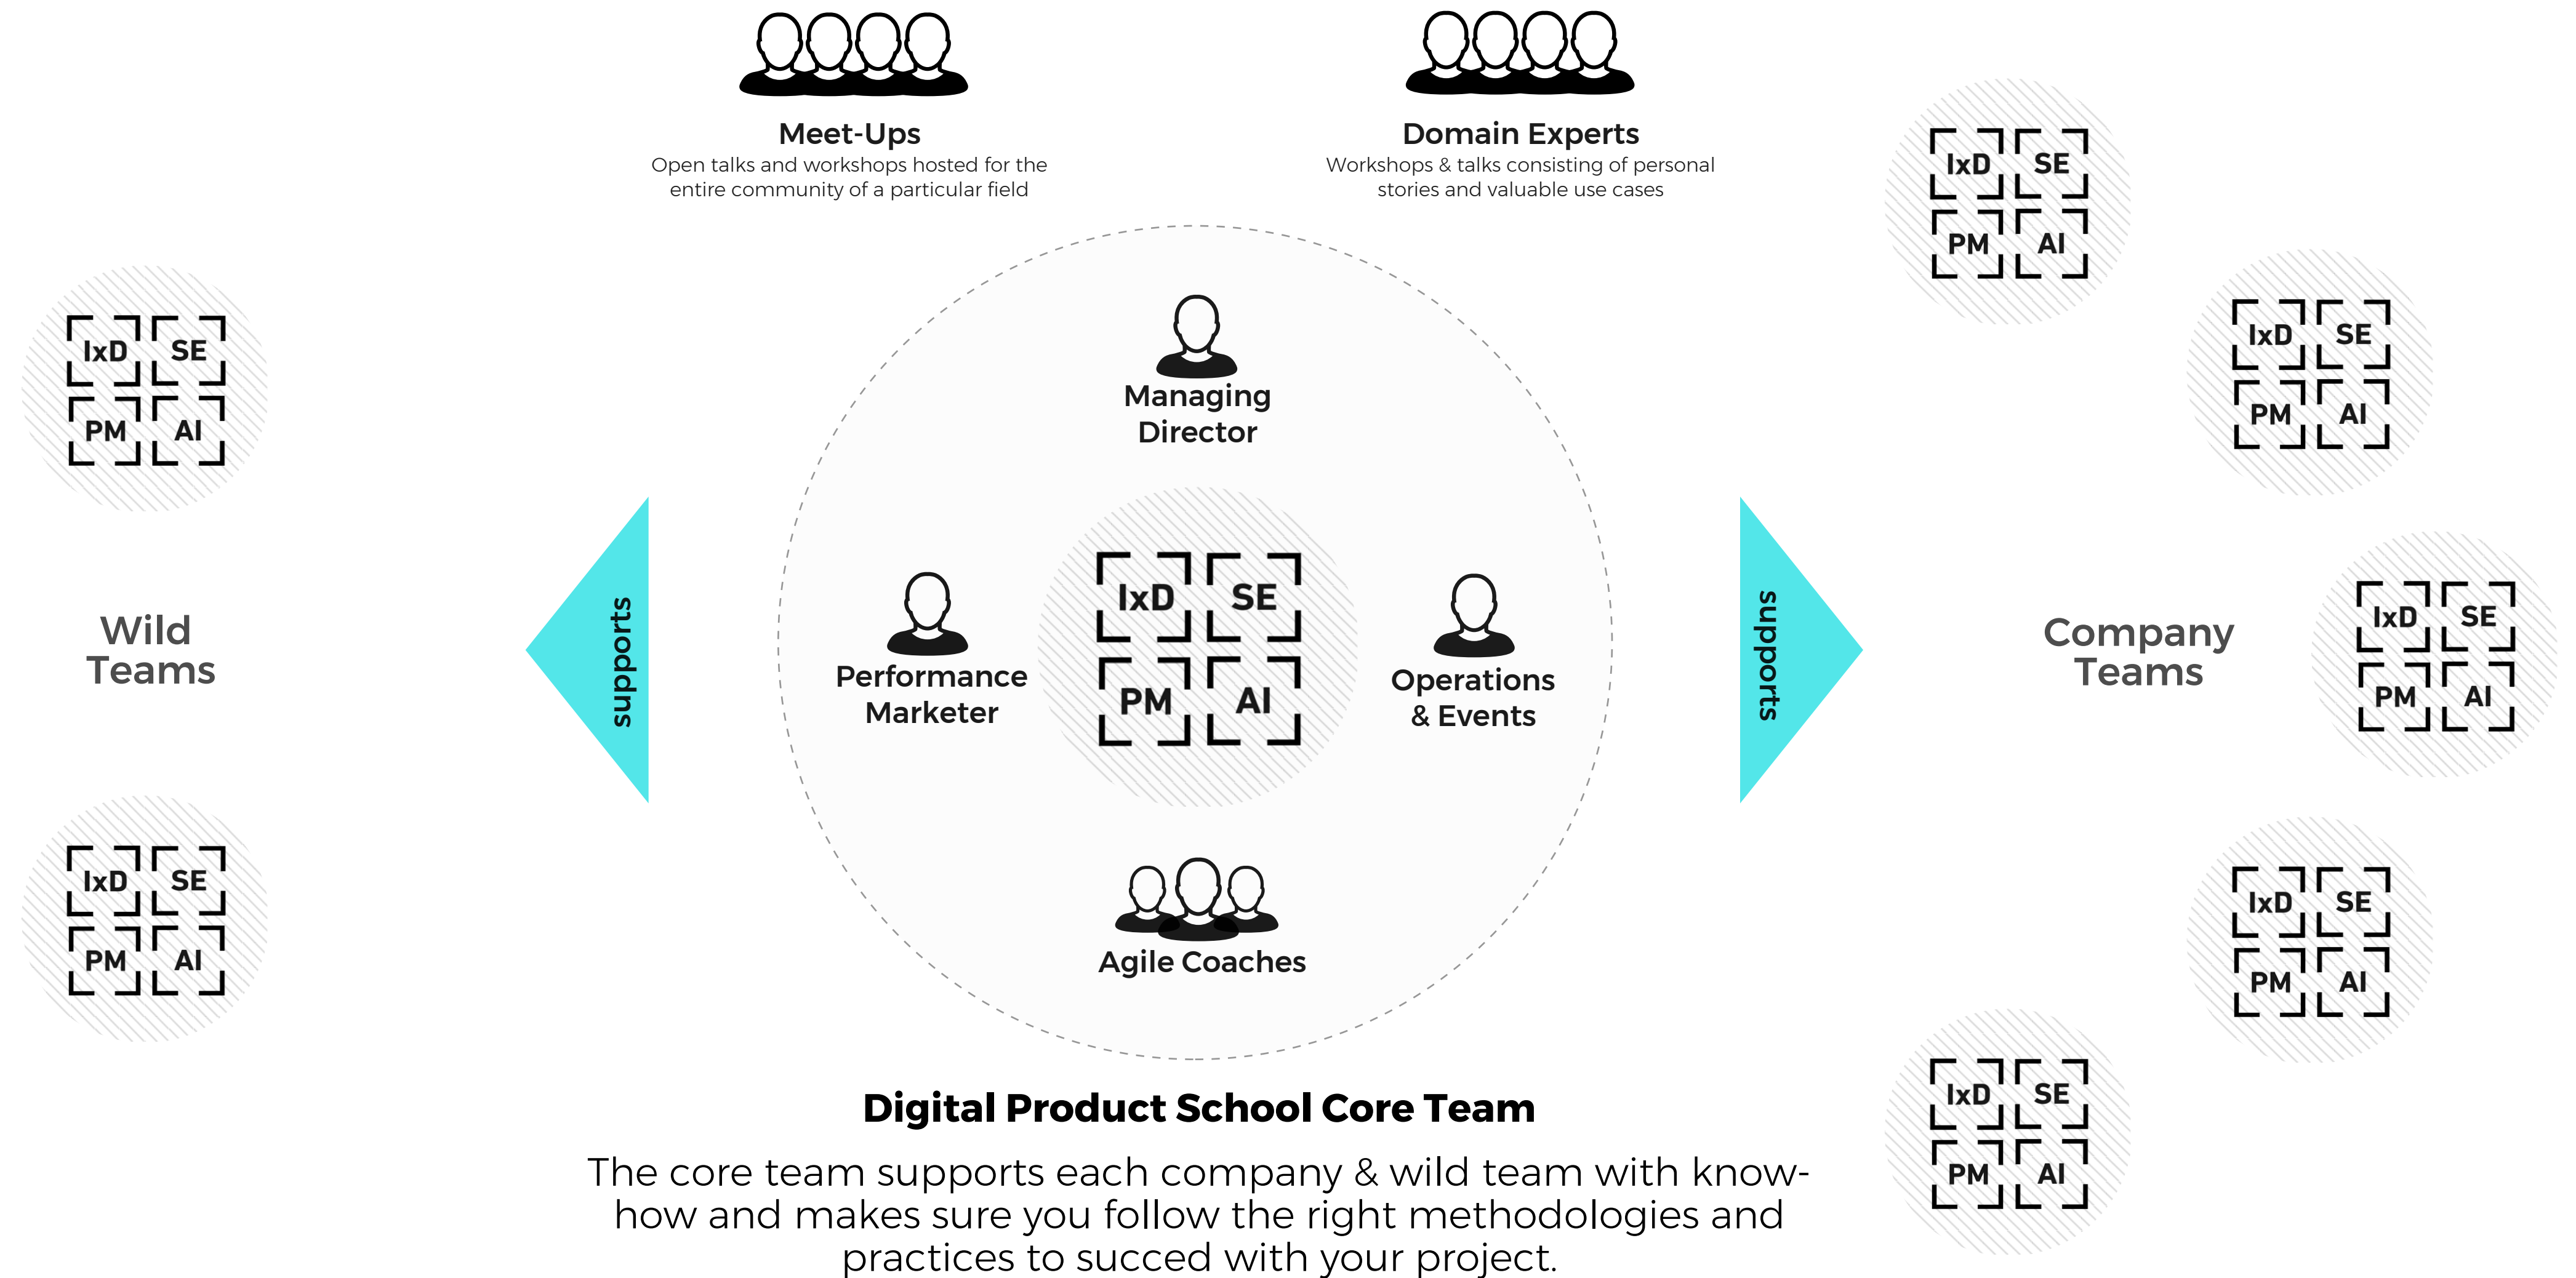 Meet-Ups
Open talks and workshops hosted for the
entire community of a particular field
Domain Experts
Workshops & talks consisting of personal
stories and valuable use cases
IxD SE
PM AI
Wild
Teams
IxD SE
PM AI
supports
Managing
Director
Performance
Marketer
IxD SE
PM AI
Operations
& Events
Agile Coaches
supports
IxD SE
PM AI
IxD SE
PM AI
Company
Teams
IxD SE
PM AI
IxD SE
PM AI
IxD SE
PM AI
Digital Product School Core Team
The core team supports each company & wild team with know-
how and makes sure you follow the right methodologies and
practices to succed with your project.